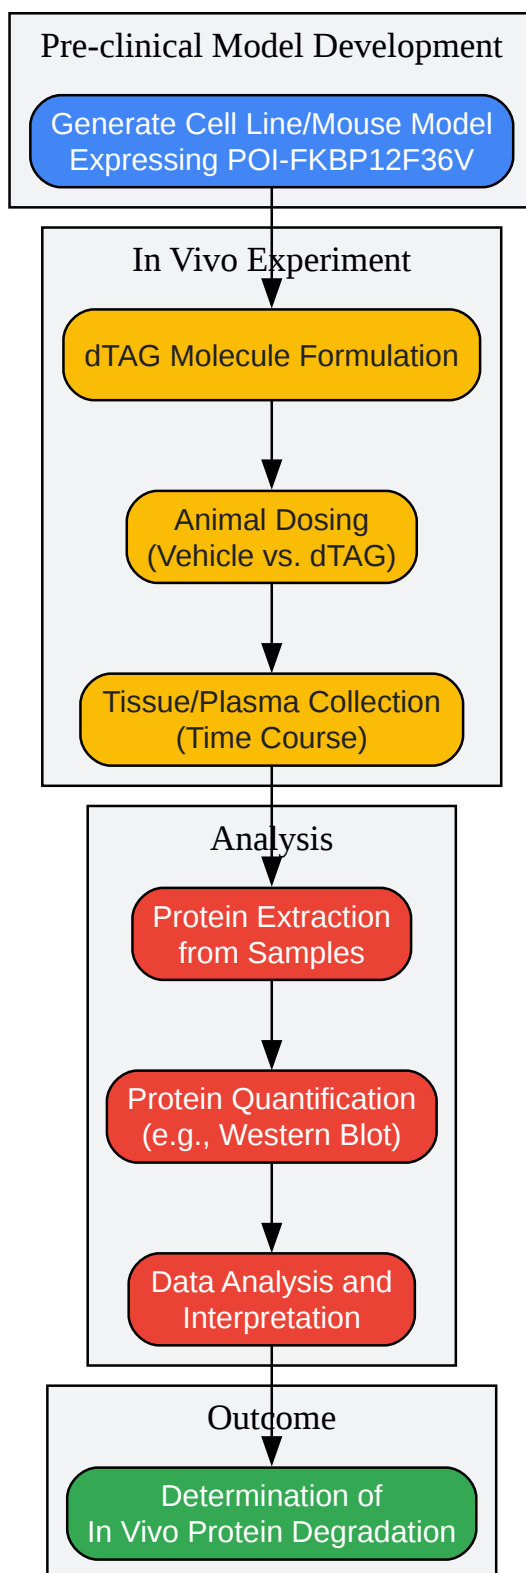 Pre-clinical Model Development
Generate Cell Line/Mouse Model
Expressing POI-FKBP12F36V
In Vivo Experiment
dTAG Molecule Formulation
Animal Dosing
(Vehicle vs. dTAG)
Tissue/Plasma Collection
(Time Course)
Analysis
Protein Extraction
from Samples
Protein Quantification
(e.g., Western Blot)
Data Analysis and
Interpretation
Outcome
Determination of
In Vivo Protein Degradation